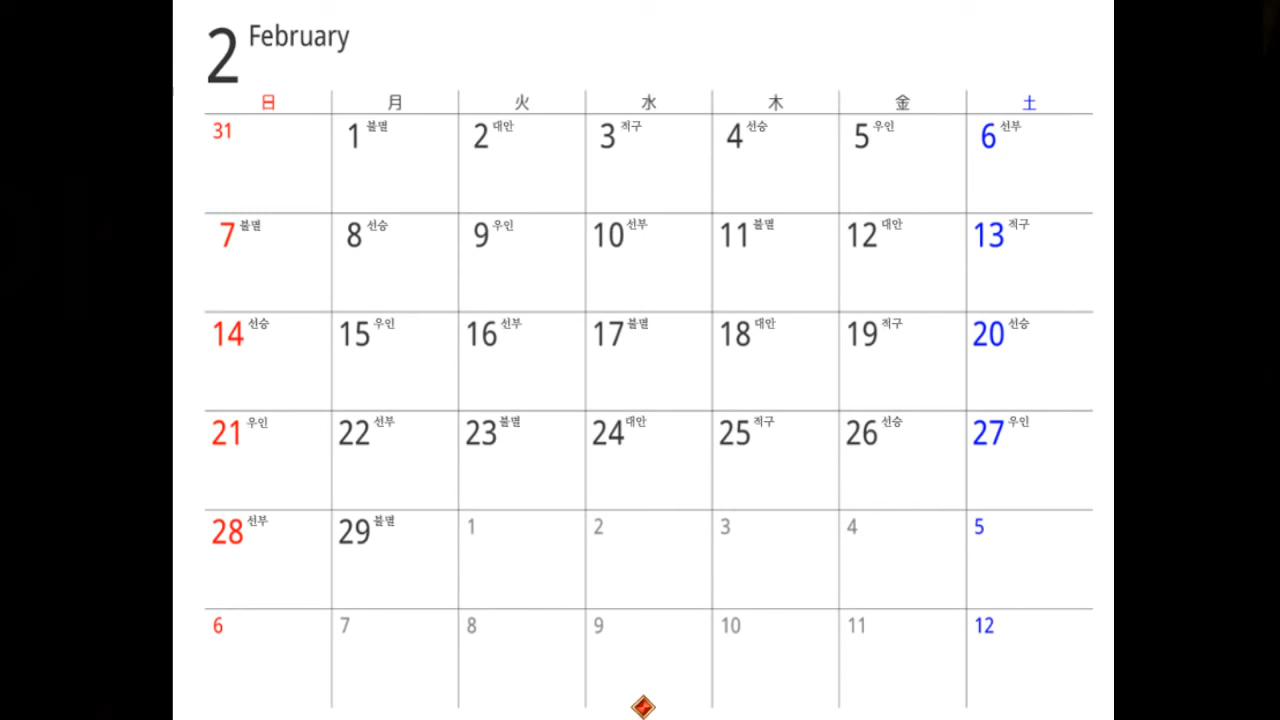 2 February
日 月 火 水 木 金 土
31 1 불멸 2 대안 3 적구 4 선승 5 우인 6 선부
7 불멸 8 선승 9 우인 10 선부 11 불멸 12 대안 13 적구
14 선승 15 우인 16 선부 17 불멸 18 대안 19 적구 20 선승
21 우인 22 선부 23 불멸 24 대안 25 적구 26 선승 27 우인
28 선부 29 불멸 1 2 3 4 5
6 7 8 9 10 11 12